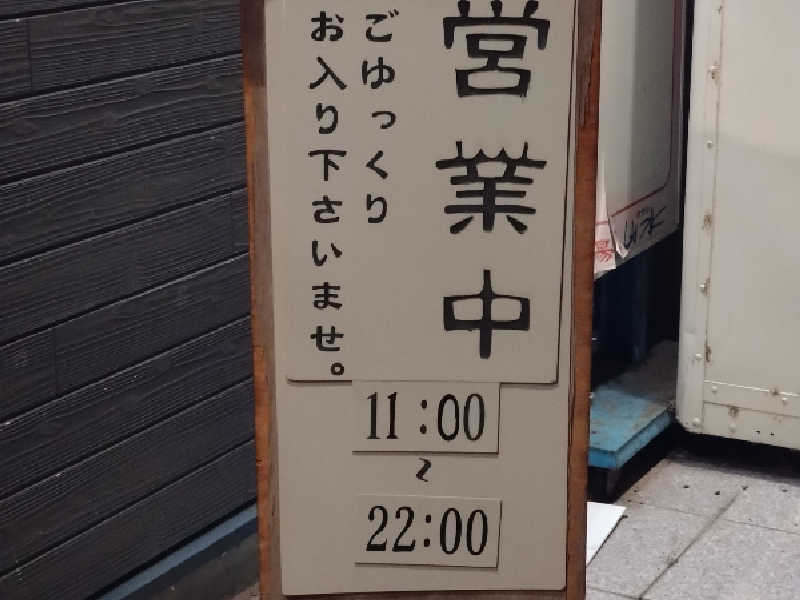 営業中
ごゆっくり
お入り下さいませ。
11:00
〜
22:00